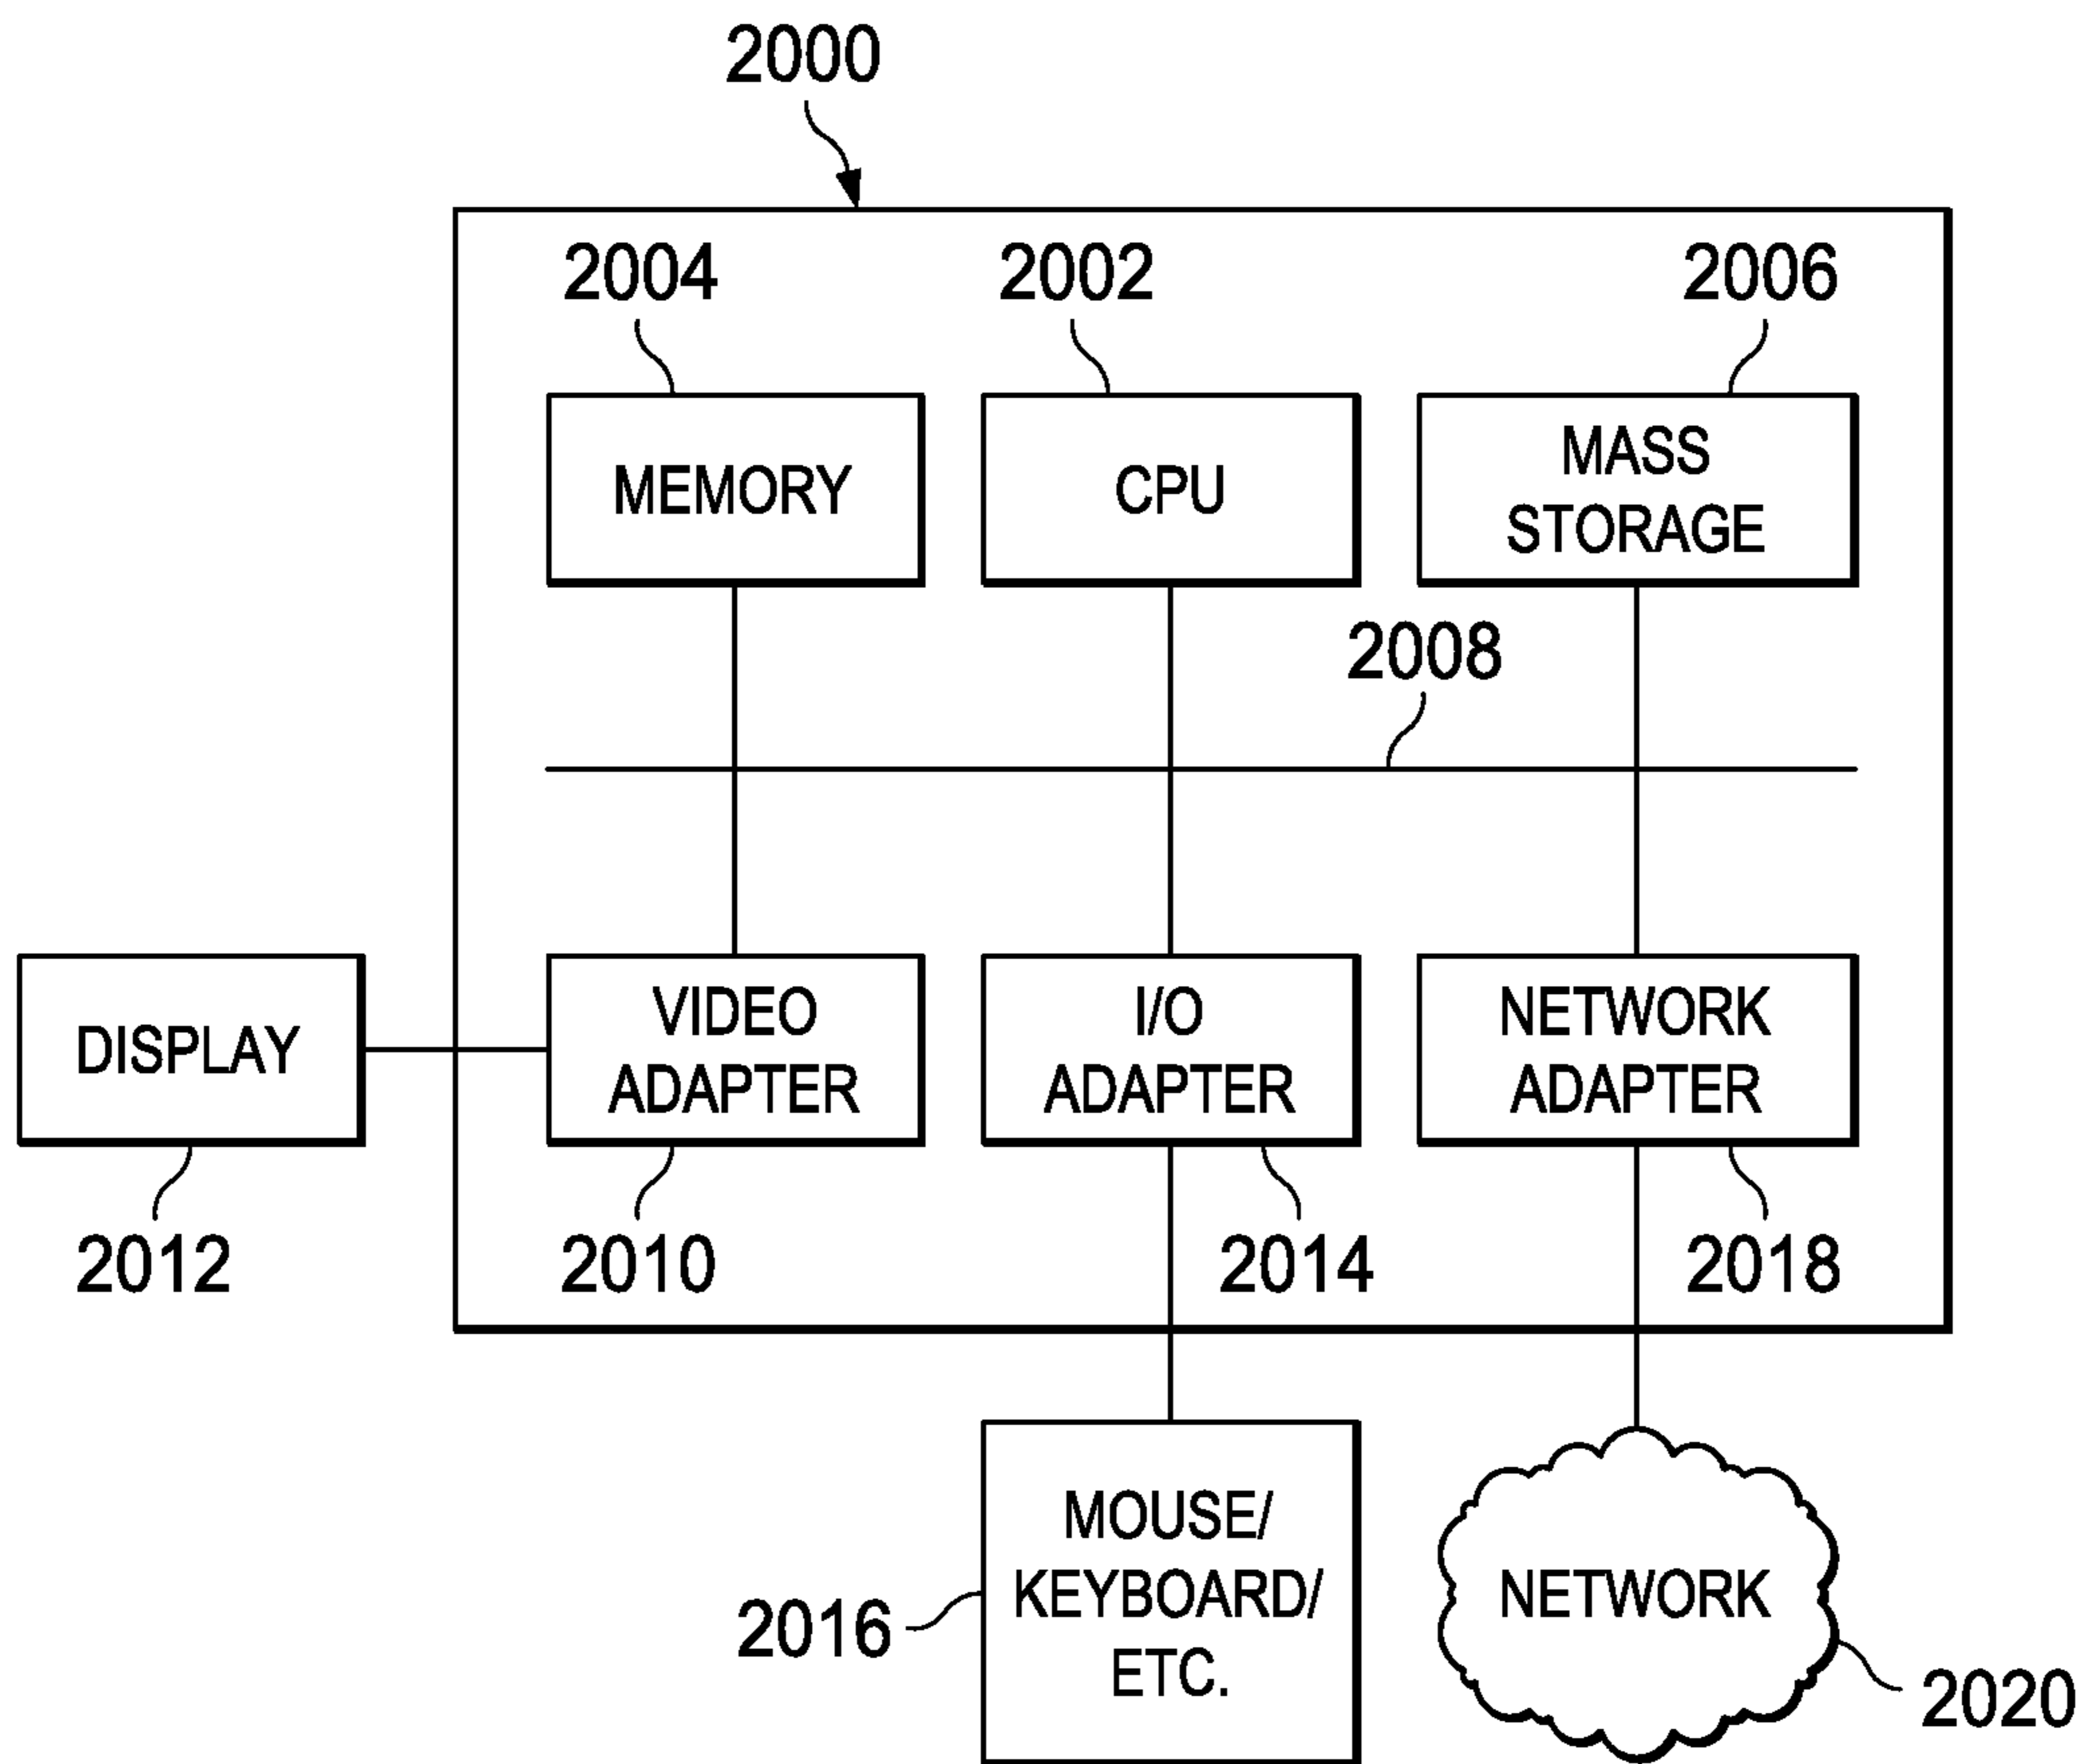 2000
2004
2002
2006
MEMORY
CPU
MASS
STORAGE
2008
DISPLAY
VIDEO
ADAPTER
I/O
ADAPTER
NETWORK
ADAPTER
2012
2010
2014
2018
MOUSE/
KEYBOARD/
ETC.
NETWORK
2016
2020